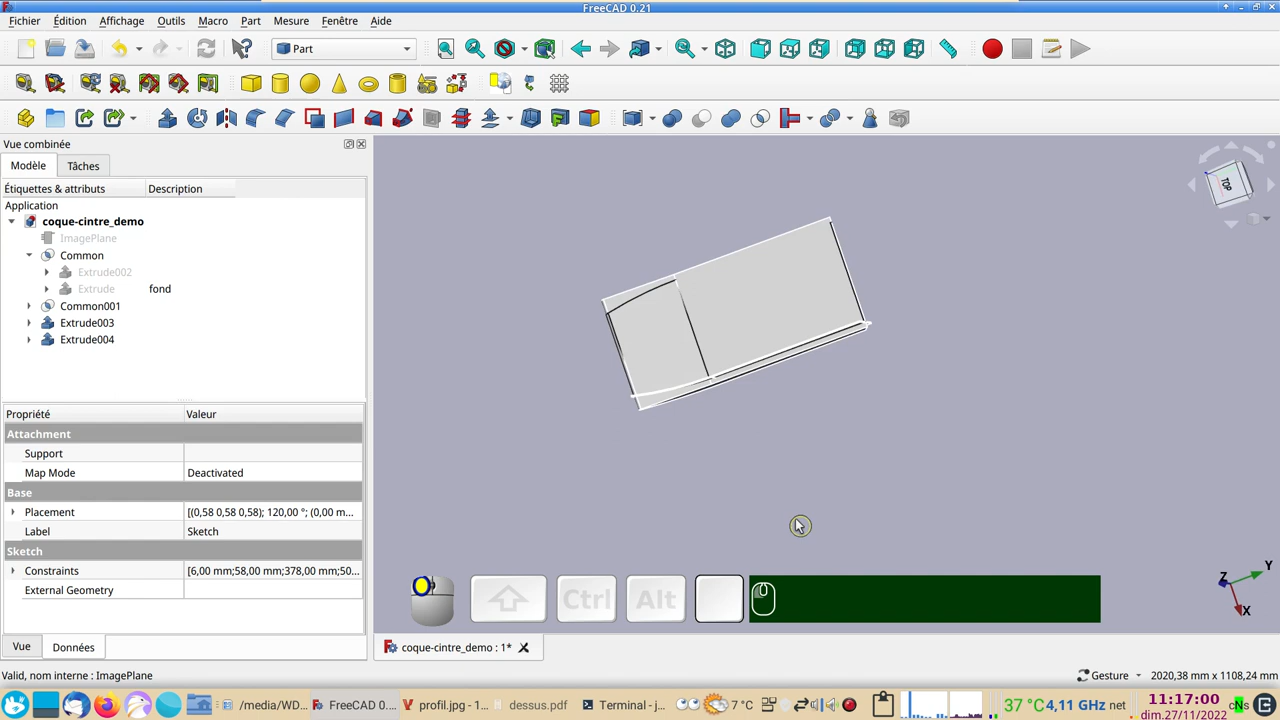 FreeCAD 0.21
Fichier Édition Affichage Outils Macro Part Mesure Fenêtre Aide
Part
Vue combinée
Modèle Tâches
Étiquettes & attributs Description
Application
coque-cintre_demo
ImagePlane
Common
Extrude002
Extrude fond
Common001
Extrude003
Extrude004
TOP
Propriété Valeur
Attachment
Support
Map Mode Deactivated
Base
Placement [(0,58 0,58 0,58); 120,00 °; (0,00 m...
Label Sketch
Sketch
Constraints [6,00 mm;58,00 mm;378,00 mm;50...
External Geometry
Ctrl Alt
Z Y
X
Vue Données
coque-cintre_demo : 1*
Valid, nom interne : ImagePlane
Gesture 2020,38 mm x 1108,24 mm
/media/WD... FreeCAD 0... profil.jpg - 1... dessus.pdf Terminal - j... 7 °C 37 °C 4,11 GHz net 11:17:00
dim.27/11/2022
cNs